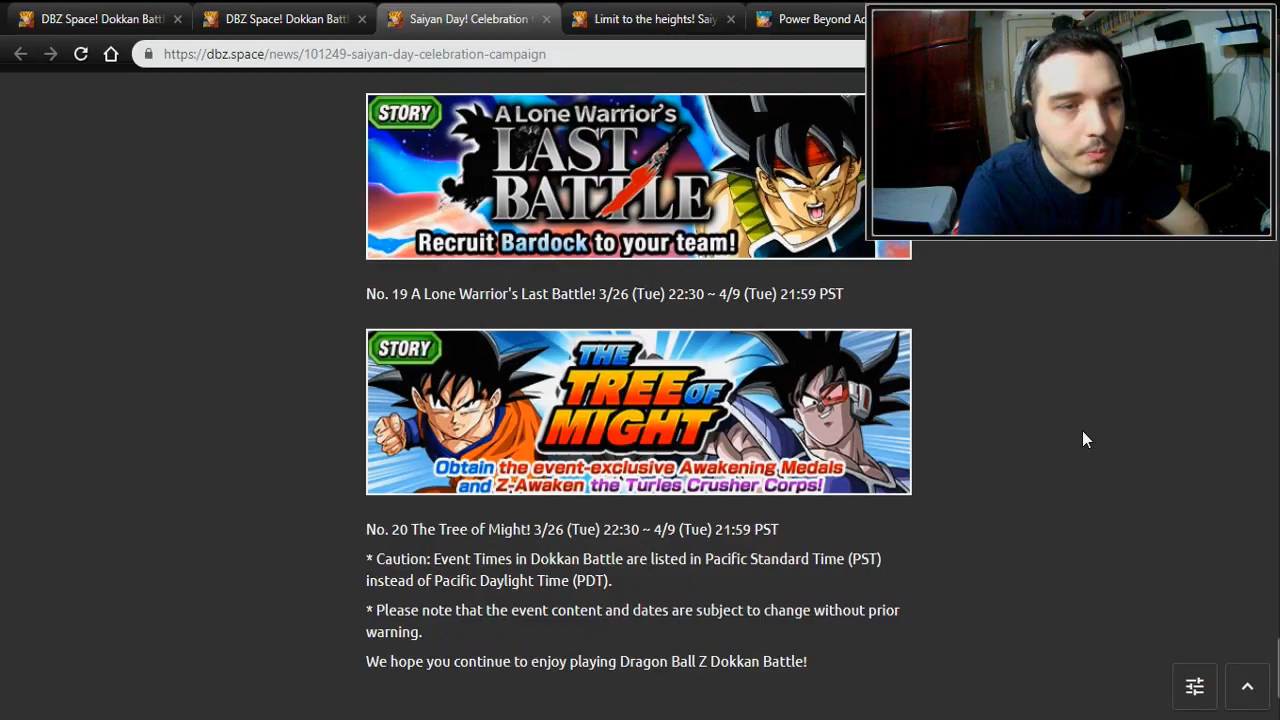 DBZ Space! Dokkan Battl
DBZ Space! Dokkan Battl
Saiyan Day! Celebration
Limit to the heights! Saiy
Power Beyond Ac
https://dbz.space/news/101249-saiyan-day-celebration-campaign
STORY
A Lone Warrior's
LAST
BATTLE
Recruit Bardock to your team!
No. 19 A Lone Warrior's Last Battle! 3/26 (Tue) 22:30 ~ 4/9 (Tue) 21:59 PST
STORY
THE
TREE OF
MIGHT
Obtain the event-exclusive Awakening Medals
and Z-Awaken the Turles Crusher Corps!
No. 20 The Tree of Might! 3/26 (Tue) 22:30 ~ 4/9 (Tue) 21:59 PST
* Caution: Event Times in Dokkan Battle are listed in Pacific Standard Time (PST)
instead of Pacific Daylight Time (PDT).
* Please note that the event content and dates are subject to change without prior
warning.
We hope you continue to enjoy playing Dragon Ball Z Dokkan Battle!